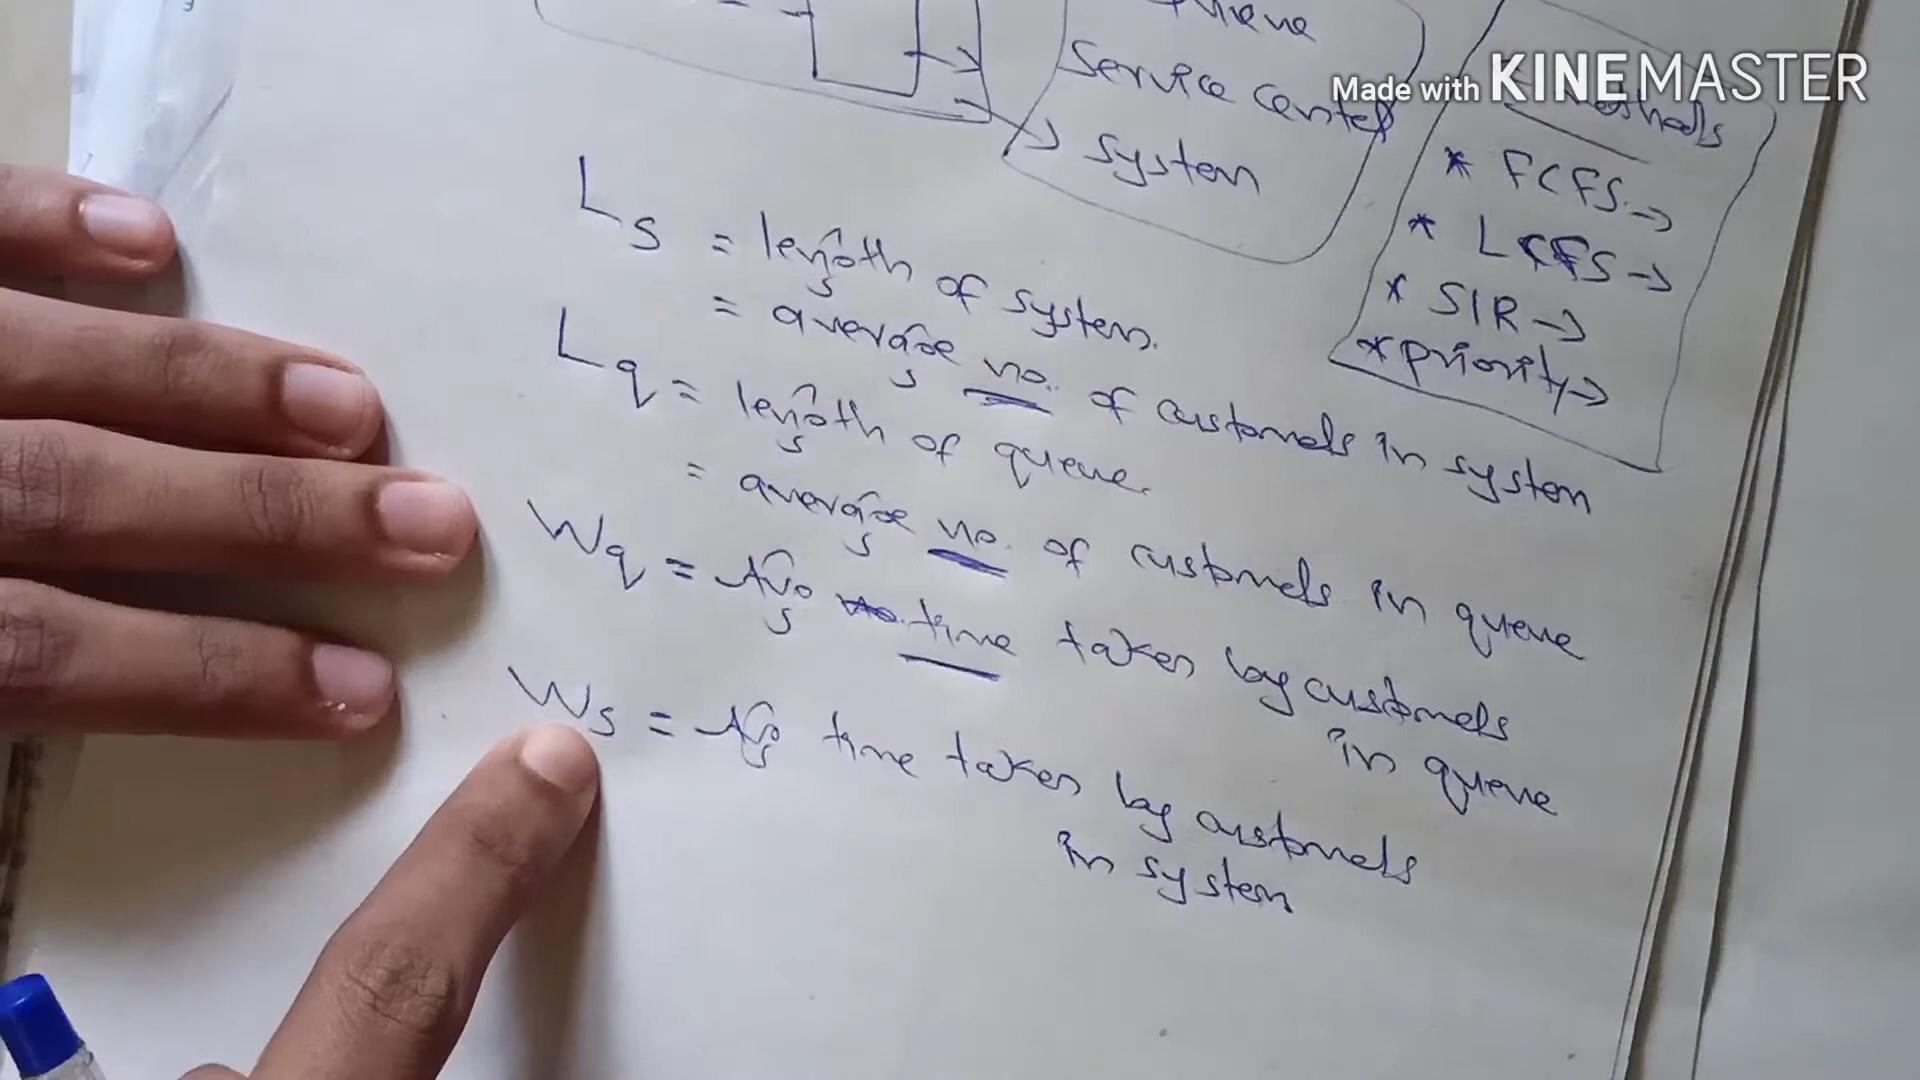 Service center
system
Made with KINEMASTER
* FCFS →
* LCFS →
* SIR →
* Priority →
Ls = length of system.
= average no. of customers in system
Lq = length of queue.
= average no. of customers in queue
Wq = Avg time taken by customers
in queue
Ws = Avg time taken by customers
in system